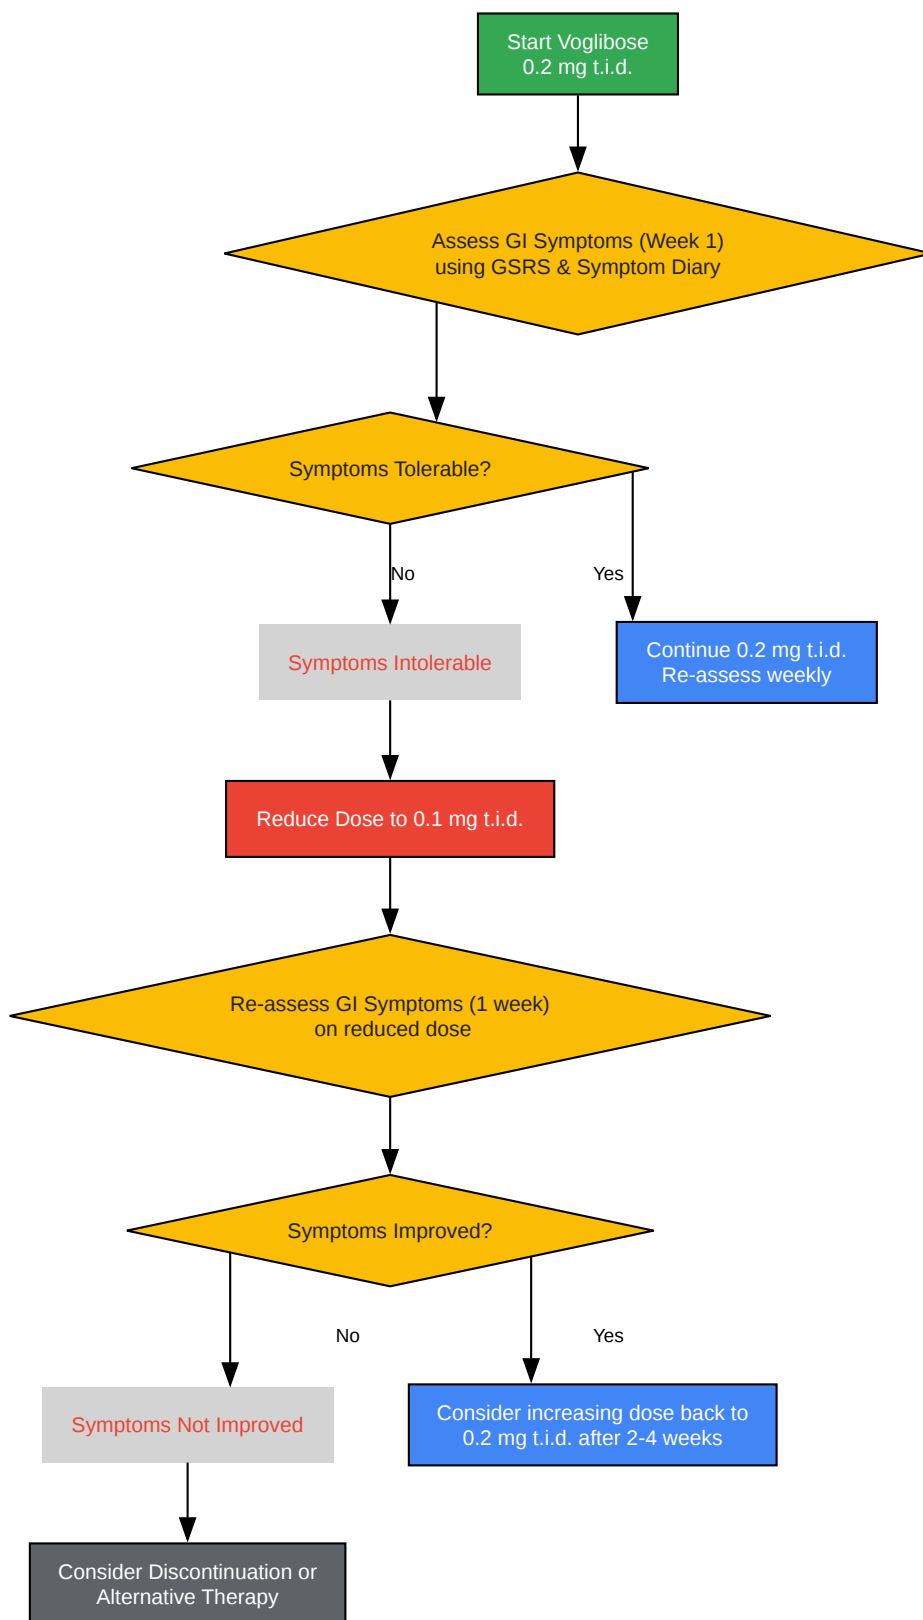 Start Voglibose
0.2 mg t.i.d.
Assess GI Symptoms (Week 1)
using GSRS & Symptom Diary
Symptoms Tolerable?
No
Yes
Symptoms Intolerable
Continue 0.2 mg t.i.d.
Re-assess weekly
Reduce Dose to 0.1 mg t.i.d.
Re-assess GI Symptoms (1 week)
on reduced dose
Symptoms Improved?
No
Yes
Symptoms Not Improved
Consider increasing dose back to
0.2 mg t.i.d. after 2-4 weeks
Consider Discontinuation or
Alternative Therapy